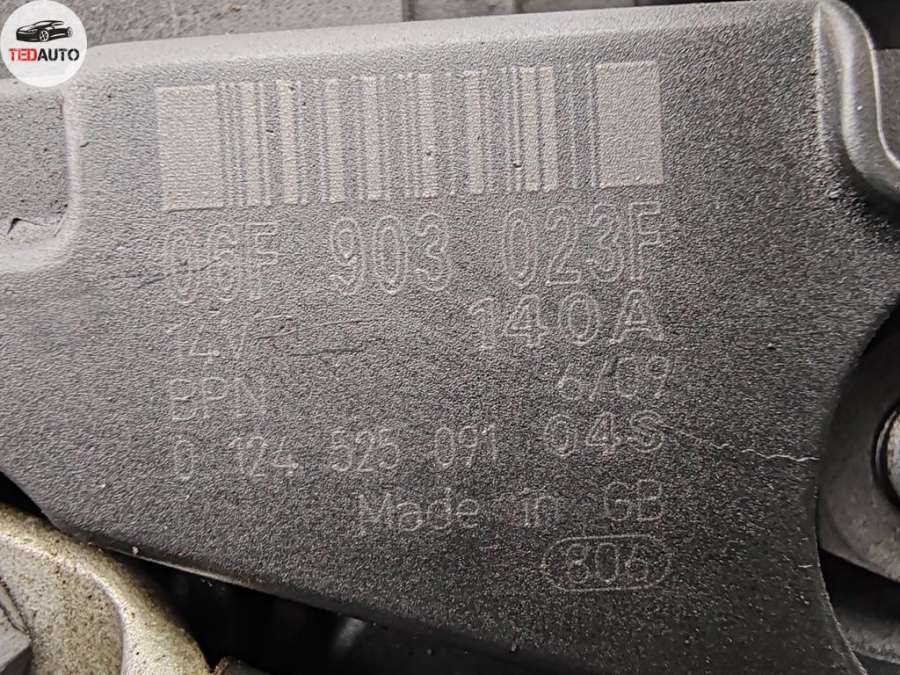 TEDAUTO
06F 903 023F
14V 140A
BPN 6/09
0 124 525 091 04S
Made in GB
806